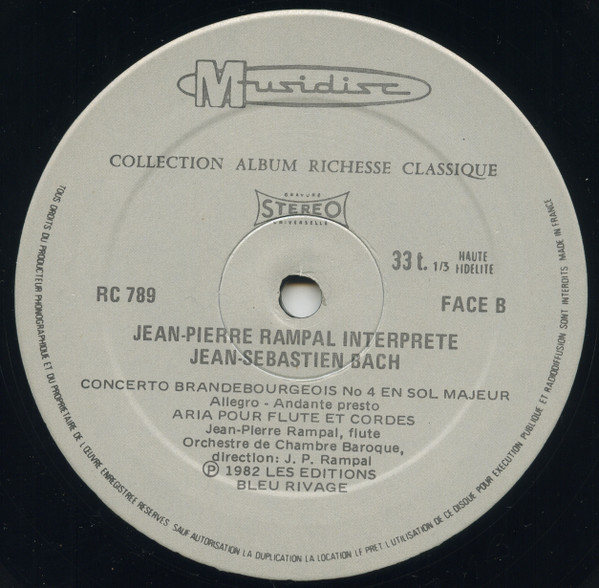 Musidisc
COLLECTION ALBUM RICHESSE CLASSIQUE
GRAVURE
STEREO
UNIVERSELLE
33 t. 1/3 HAUTE
FIDELITE
RC 789
FACE B
JEAN-PIERRE RAMPAL INTERPRETE
JEAN-SEBASTIEN BACH
CONCERTO BRANDEBOURGEOIS No 4 EN SOL MAJEUR
Allegro - Andante presto
ARIA POUR FLUTE ET CORDES
Jean-Pierre Rampal, flute
Orchestre de Chambre Baroque,
direction: J. P. Rampal
Ⓟ 1982 LES EDITIONS
BLEU RIVAGE
TOUS DROITS DU PRODUCTEUR PHONOGRAPHIQUE ET DU PROPRIETAIRE DE L'ŒUVRE ENREGISTREE RESERVES SAUF AUTORISATION LA DUPLICATION LA LOCATION LE PRET L'UTILISATION DE CE DISQUE POUR EXECUTION PUBLIQUE ET RADIODIFFUSION SONT INTERDITS MADE IN FRANCE